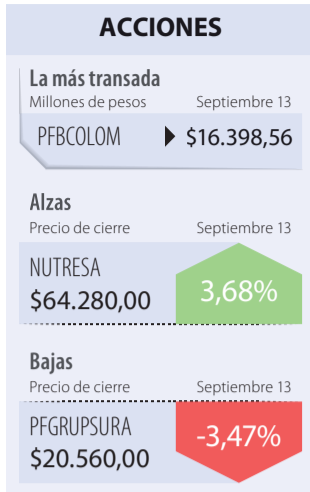 ACCIONES
La más transada
Millones de pesos Septiembre 13
PFBCOLOM $16.398,56
Alzas
Precio de cierre Septiembre 13
NUTRESA
$64.280,00
3,68%
Bajas
Precio de cierre Septiembre 13
PFGRUPSURA
$20.560,00
-3,47%